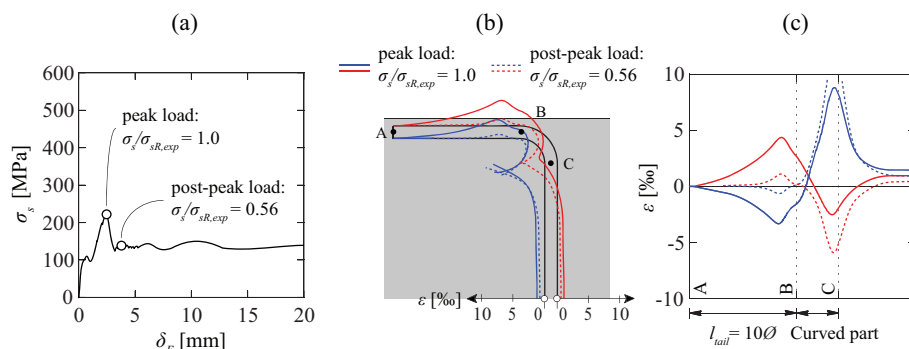 (a)
(b)
(c)
σs [MPa]
600
500
400
300
200
100
0
0
5
10
15
20
δr [mm]
peak load:
σs/σsR,exp = 1.0
post-peak load:
σs/σsR,exp = 0.56
peak load:
σs/σsR,exp = 1.0
post-peak load:
σs/σsR,exp = 0.56
A
B
C
ε [‰]
10
5
0
0
5
10
ε [‰]
10
5
0
-5
-10
A
B
C
ltail = 10Ø
Curved part